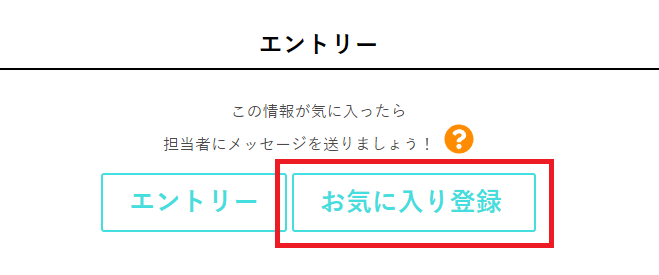 エントリー
この情報が気に入ったら
担当者にメッセージを送りましょう！ ?
エントリー お気に入り登録